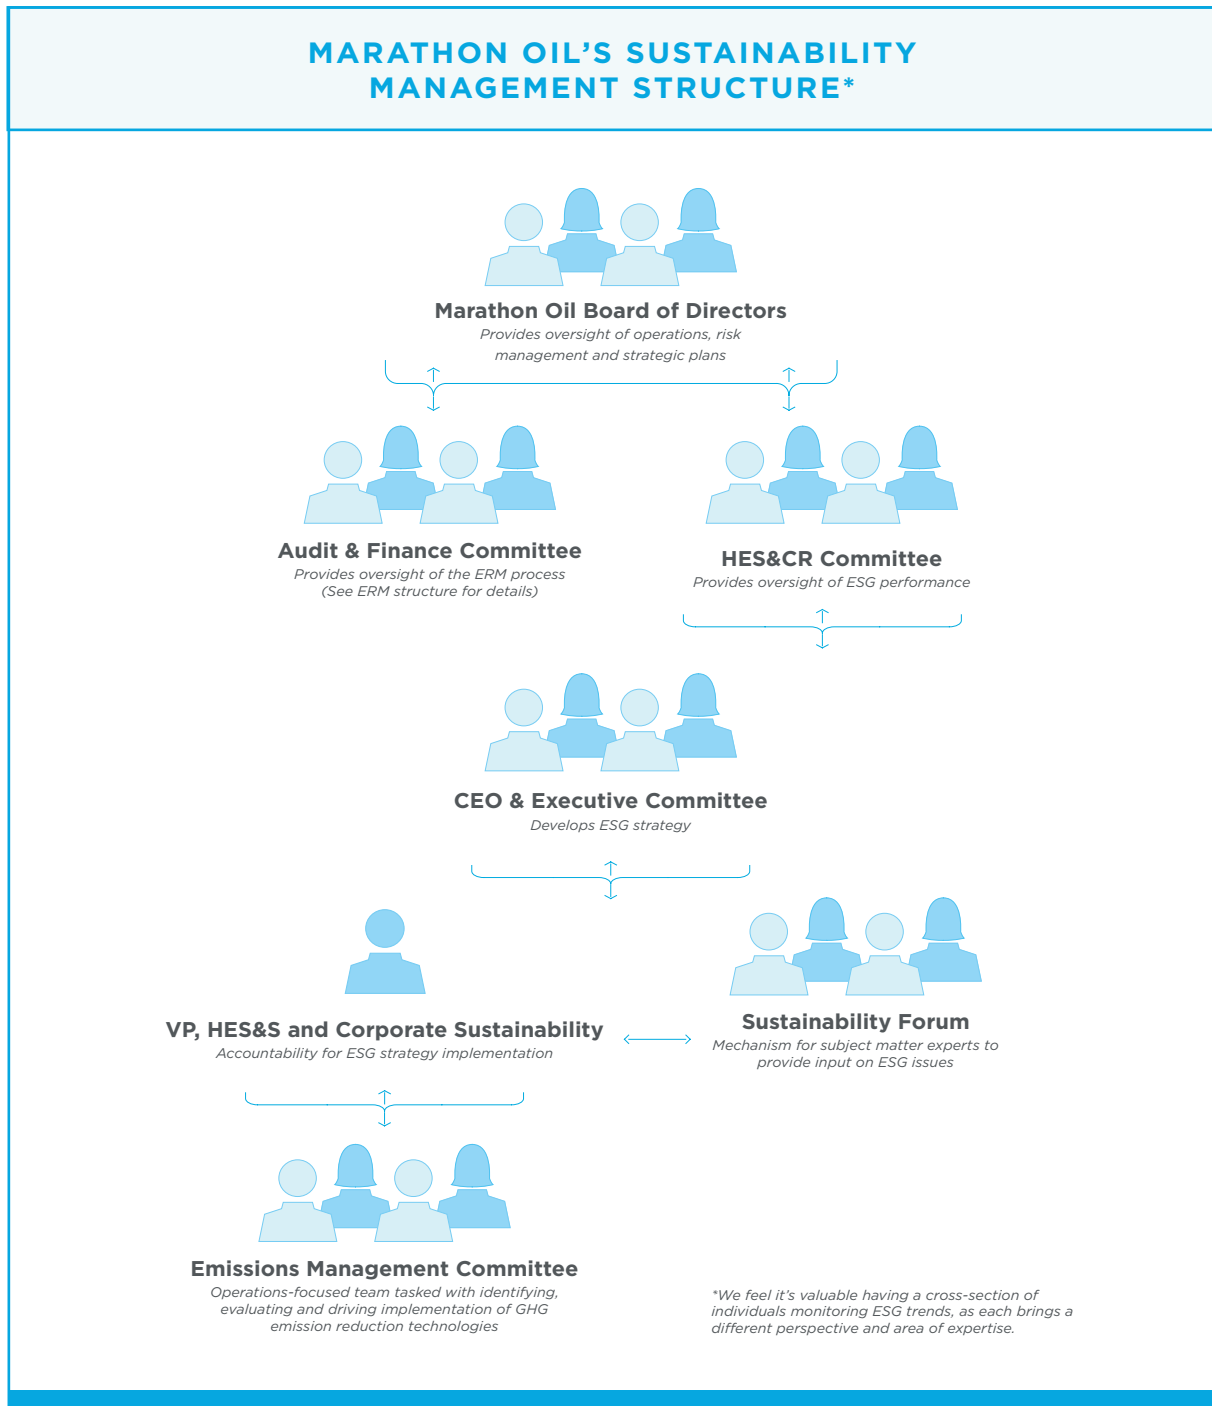 MARATHON OIL’S SUSTAINABILITY
MANAGEMENT STRUCTURE*
Marathon Oil Board of Directors
Provides oversight of operations, risk
management and strategic plans
Audit & Finance Committee
Provides oversight of the ERM process
(See ERM structure for details)
HES&CR Committee
Provides oversight of ESG performance
CEO & Executive Committee
Develops ESG strategy
VP, HES&S and Corporate Sustainability
Accountability for ESG strategy implementation
Sustainability Forum
Mechanism for subject matter experts to
provide input on ESG issues
Emissions Management Committee
Operations-focused team tasked with identifying,
evaluating and driving implementation of GHG
emission reduction technologies
*We feel it’s valuable having a cross-section of
individuals monitoring ESG trends, as each brings a
different perspective and area of expertise.